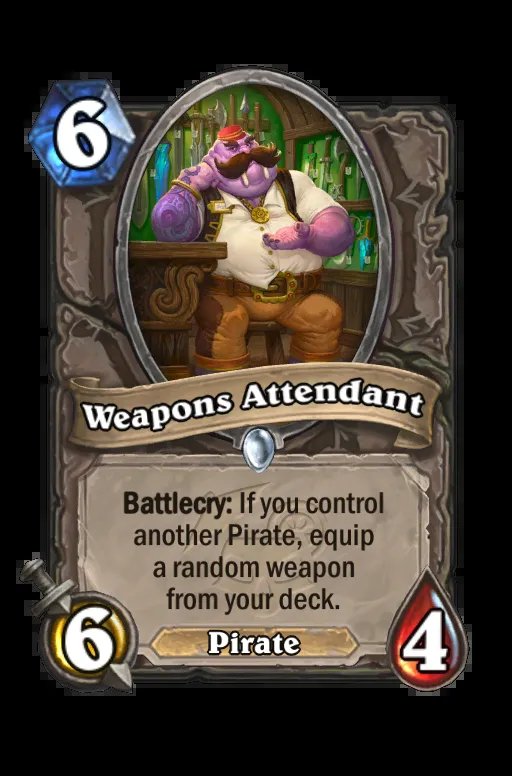 6
Weapons Attendant
Battlecry: If you control
another Pirate, equip
a random weapon
from your deck.
6
Pirate
4